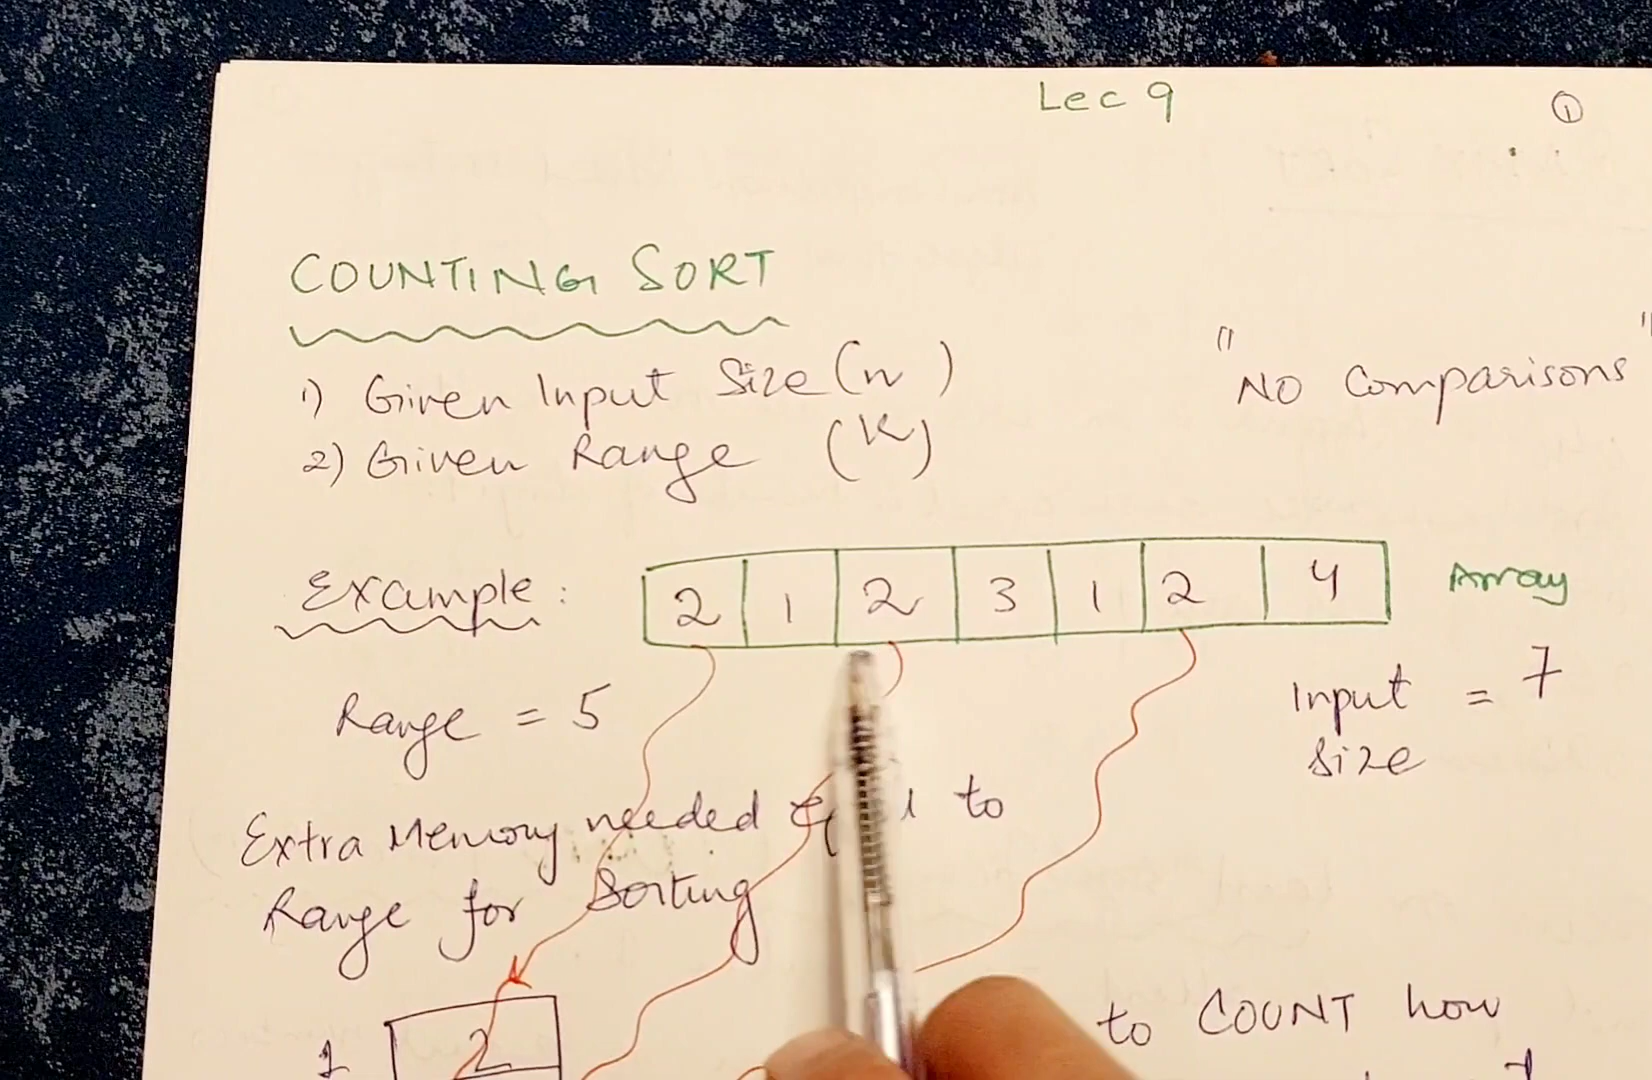 Lec 9
1
COUNTING SORT
1) Given Input Size (n)
"NO Comparisons"
2) Given Range (K)
Example:
2 1 2 3 1 2 4
Array
Range = 5
Input Size = 7
Extra Memory needed to
Range for Sorting
1 2
to COUNT how